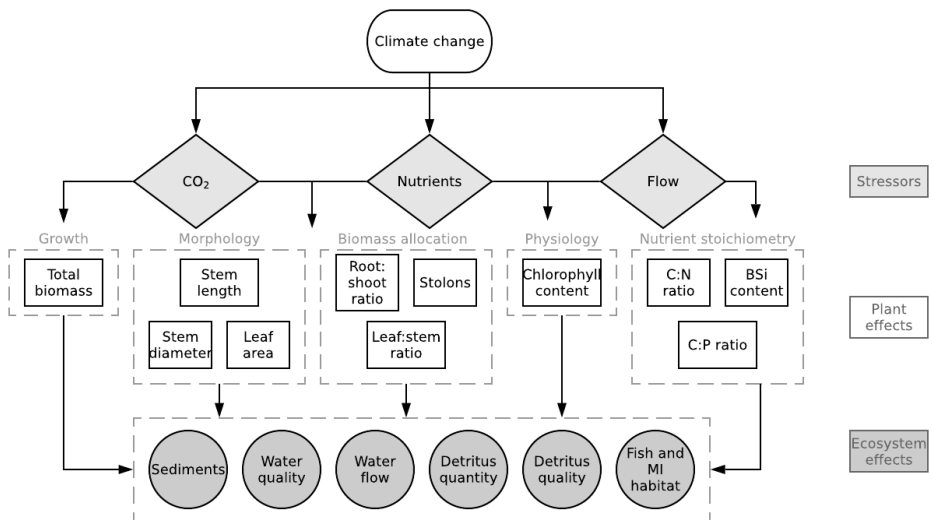 Climate change
CO₂
Nutrients
Flow
Stressors
Growth
Morphology
Biomass allocation
Physiology
Nutrient stoichiometry
Total
biomass
Stem
length
Root:
shoot
ratio
Stolons
Chlorophyll
content
C:N
ratio
BSi
content
Plant
effects
Stem
diameter
Leaf
area
Leaf:stem
ratio
C:P ratio
Sediments
Water
quality
Water
flow
Detritus
quantity
Detritus
quality
Fish and
MI
habitat
Ecosystem
effects